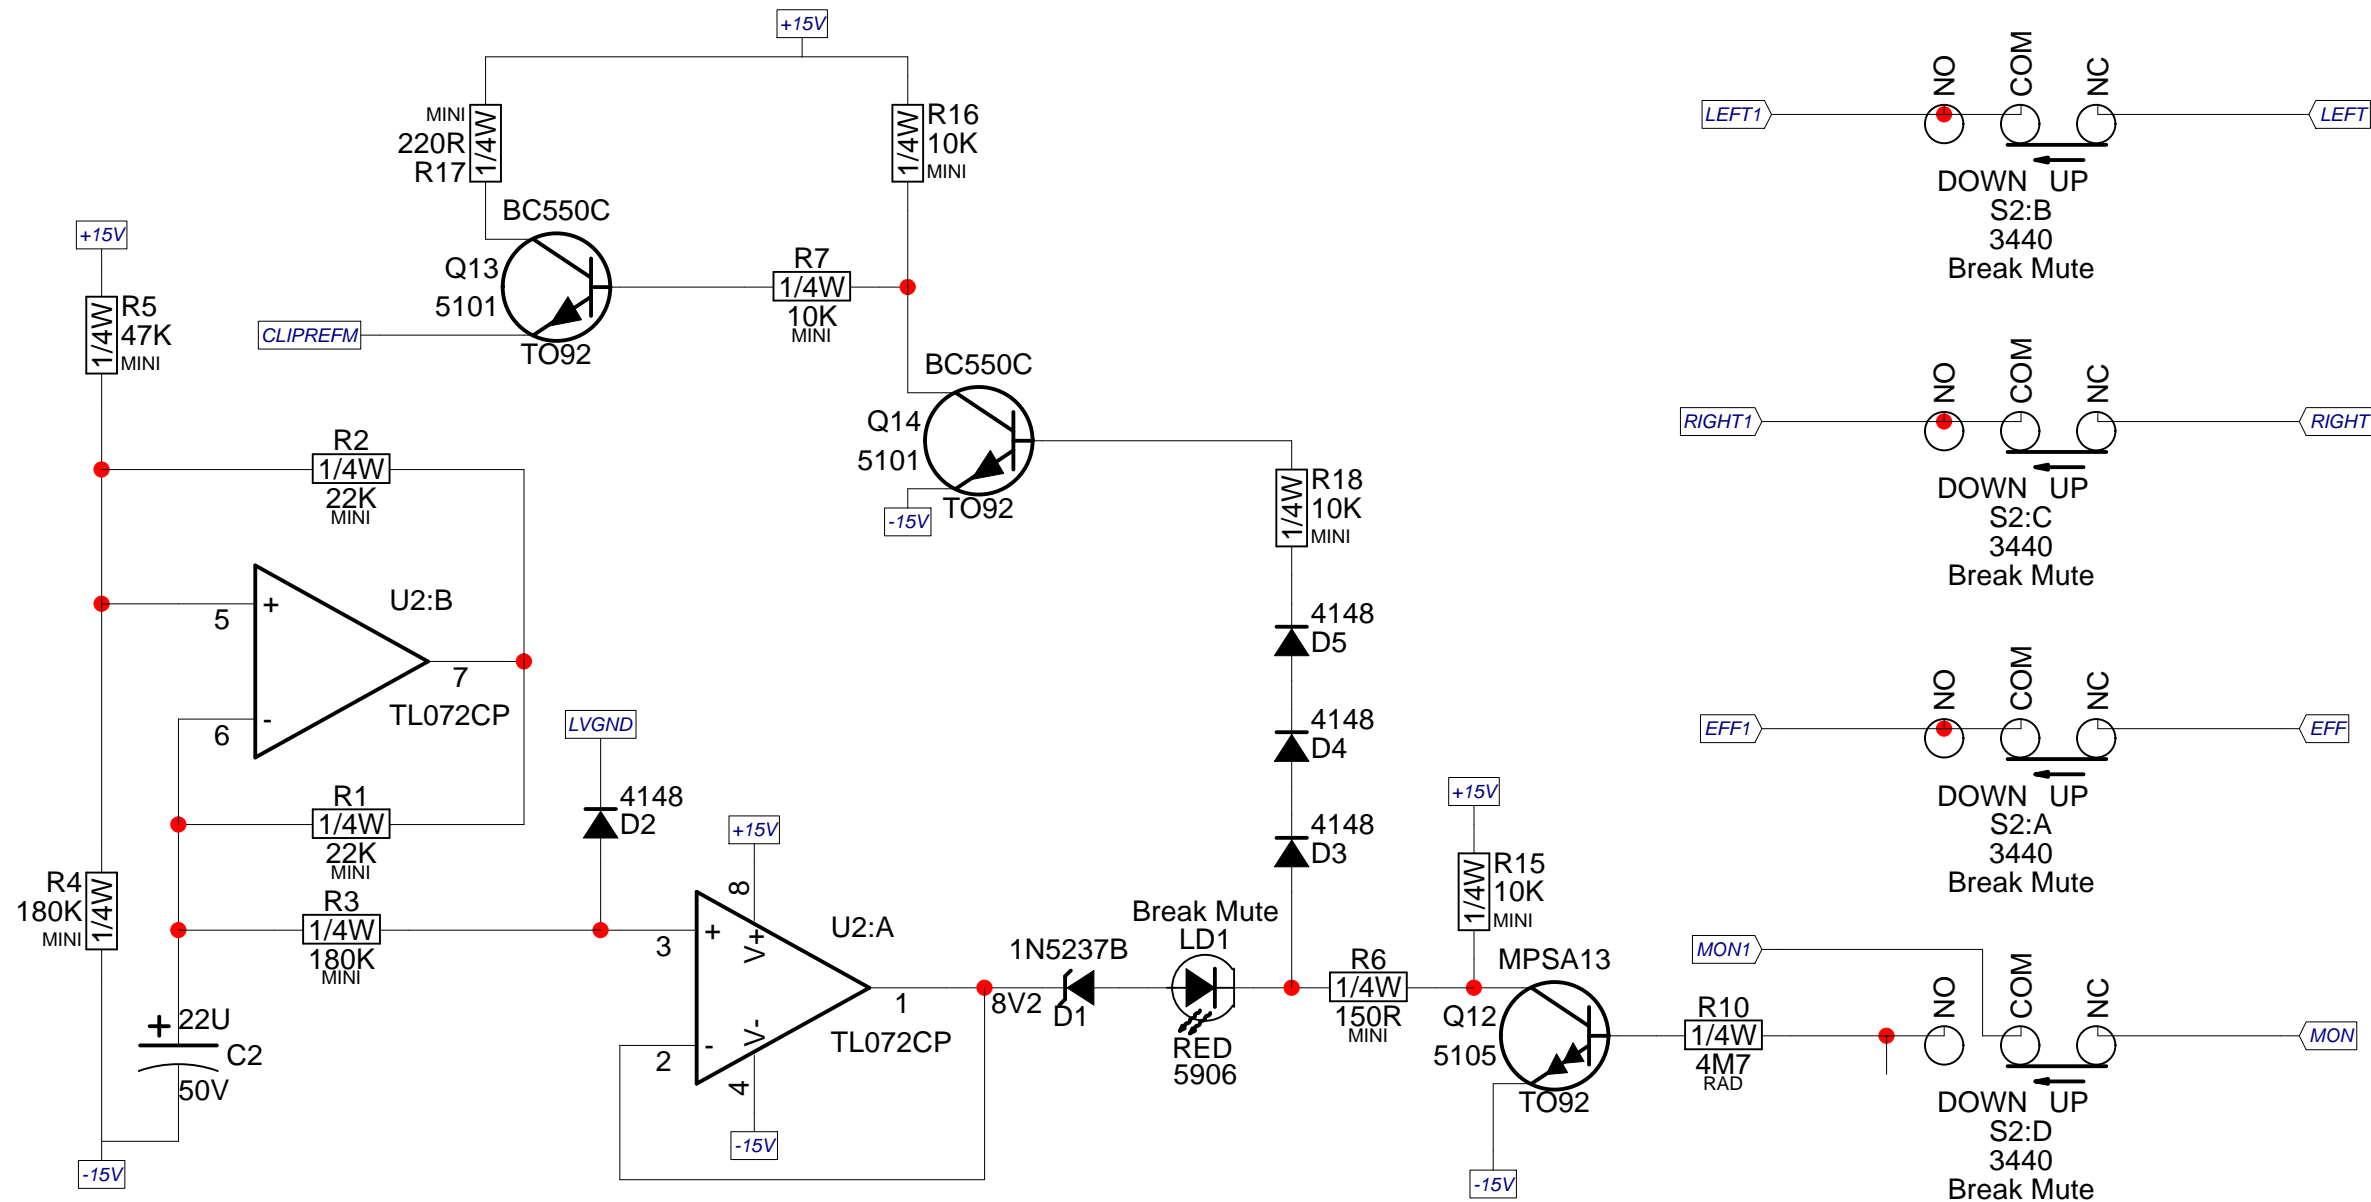 +15V
MINI
220R
R17
1/4W
R16
10K
MINI
1/4W
BC550C
Q13
5101
TO92
R7
1/4W
10K
MINI
CLIPREFM
+15V
R5
47K
MINI
1/4W
BC550C
Q14
5101
TO92
-15V
R2
1/4W
22K
MINI
R18
10K
MINI
1/4W
U2:B
+
5
7
-
6
TL072CP
LVGND
4148
D5
4148
D4
4148
D3
4148
D2
R1
1/4W
22K
MINI
R4
180K
MINI
1/4W
R3
1/4W
180K
MINI
+15V
8
U2:A
+
3
V+
V-
1
-
2
4
TL072CP
-15V
+
22U
C2
50V
-15V
1N5237B
8V2
D1
Break Mute
LD1
RED
5906
R6
1/4W
150R
MINI
+15V
R15
10K
MINI
1/4W
MPSA13
Q12
5105
TO92
-15V
R10
1/4W
4M7
RAD
LEFT1
NO
COM
NC
LEFT
DOWN UP
S2:B
3440
Break Mute
RIGHT1
NO
COM
NC
RIGHT
DOWN UP
S2:C
3440
Break Mute
EFF1
NO
COM
NC
EFF
DOWN UP
S2:A
3440
Break Mute
MON1
NO
COM
NC
MON
DOWN UP
S2:D
3440
Break Mute